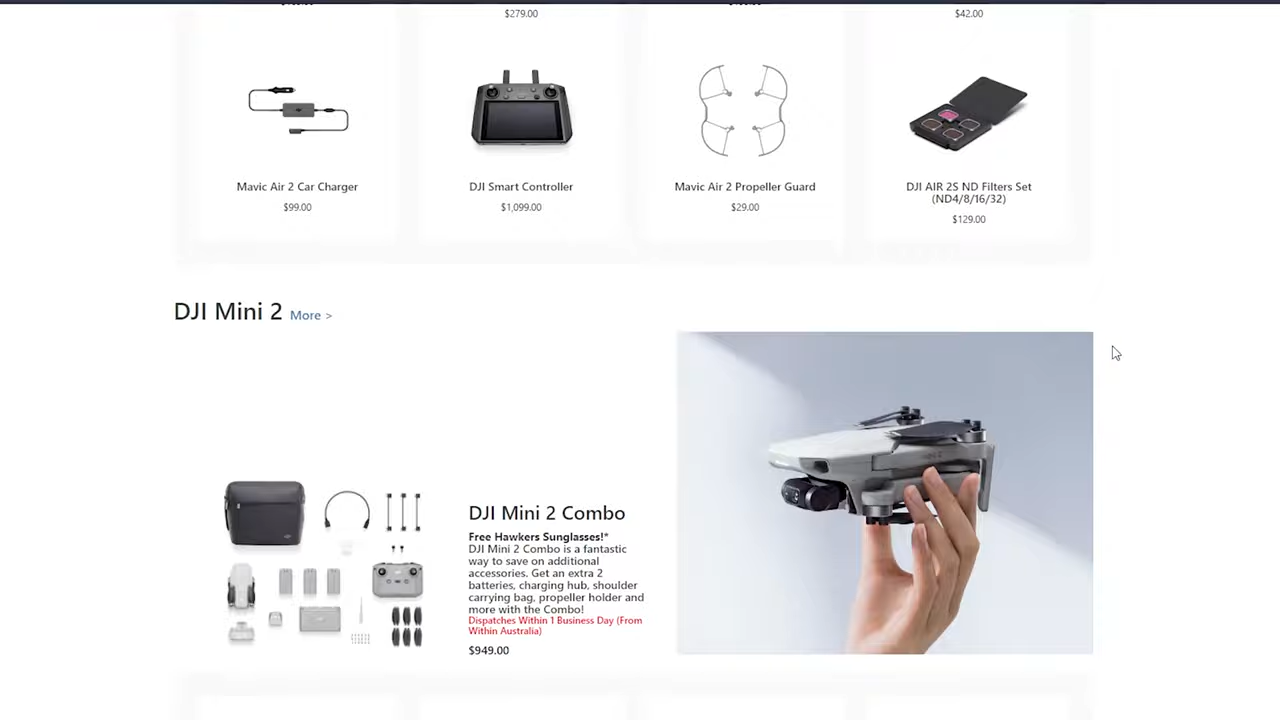 $279.00
$42.00
Mavic Air 2 Car Charger
$99.00
DJI Smart Controller
$1,099.00
Mavic Air 2 Propeller Guard
$29.00
DJI AIR 2S ND Filters Set
(ND4/8/16/32)
$129.00
DJI Mini 2 More >
DJI Mini 2 Combo
Free Hawkers Sunglasses!*
DJI Mini 2 Combo is a fantastic
way to save on additional
accessories. Get an extra 2
batteries, charging hub, shoulder
carrying bag, propeller holder and
more with the Combo!
Dispatches Within 1 Business Day (From
Within Australia)
$949.00